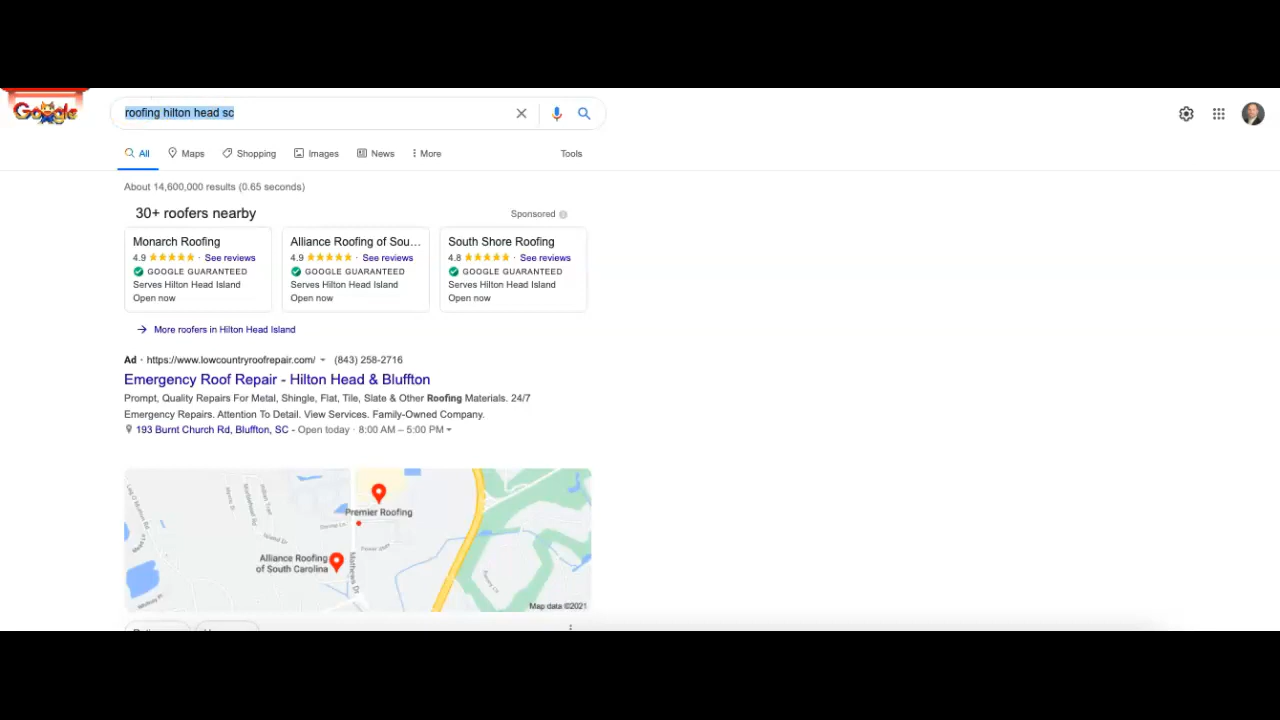 Google
roofing hilton head sc
All Maps Shopping Images News More Tools
About 14,600,000 results (0.65 seconds)
30+ roofers nearby
Sponsored
Monarch Roofing
4.9 · See reviews
GOOGLE GUARANTEED
Serves Hilton Head Island
Open now
Alliance Roofing of Sou...
4.9 · See reviews
GOOGLE GUARANTEED
Serves Hilton Head Island
Open now
South Shore Roofing
4.8 · See reviews
GOOGLE GUARANTEED
Serves Hilton Head Island
Open now
More roofers in Hilton Head Island
Ad · https://www.lowcountryroofrepair.com/ (843) 258-2716
Emergency Roof Repair - Hilton Head & Bluffton
Prompt, Quality Repairs For Metal, Shingle, Flat, Tile, Slate & Other Roofing Materials. 24/7
Emergency Repairs. Attention To Detail. View Services. Family-Owned Company.
193 Burnt Church Rd, Bluffton, SC - Open today · 8:00 AM – 5:00 PM
Premier Roofing
Alliance Roofing
of South Carolina
Mathews Dr
Map data ©2021